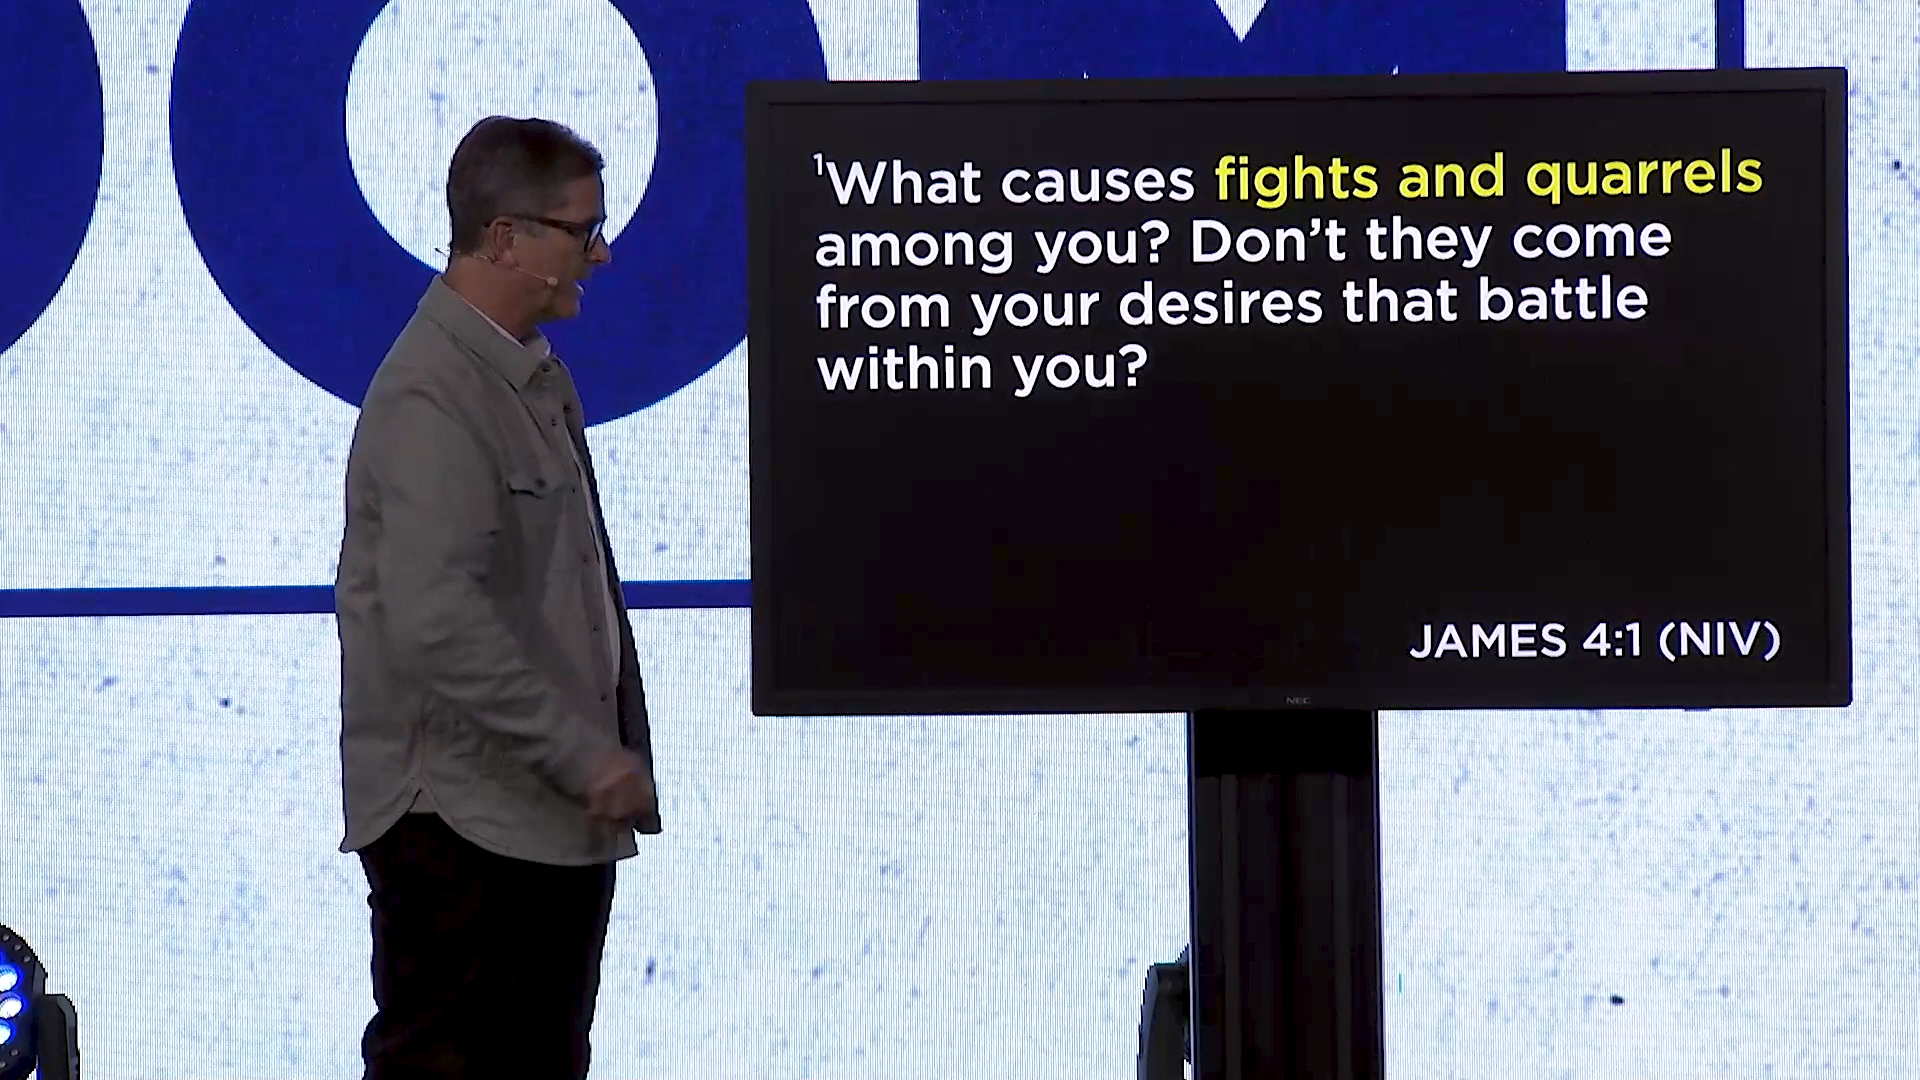 ¹What causes fights and quarrels
among you? Don’t they come
from your desires that battle
within you?
JAMES 4:1 (NIV)
NEC